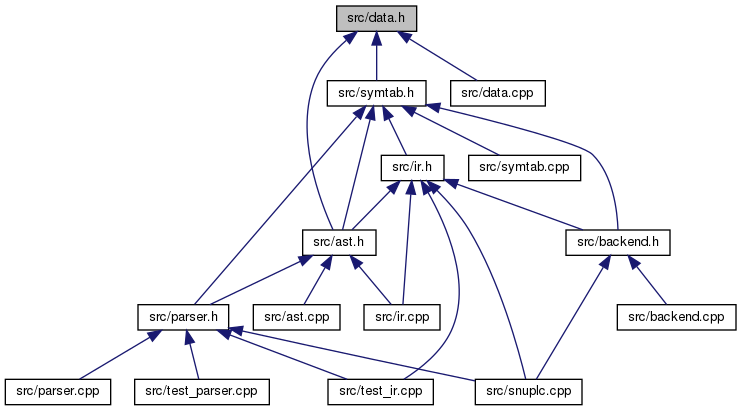 src/data.h
src/symtab.h
src/data.cpp
src/ir.h
src/symtab.cpp
src/ast.h
src/backend.h
src/parser.h
src/ast.cpp
src/ir.cpp
src/backend.cpp
src/parser.cpp
src/test_parser.cpp
src/test_ir.cpp
src/snuplc.cpp